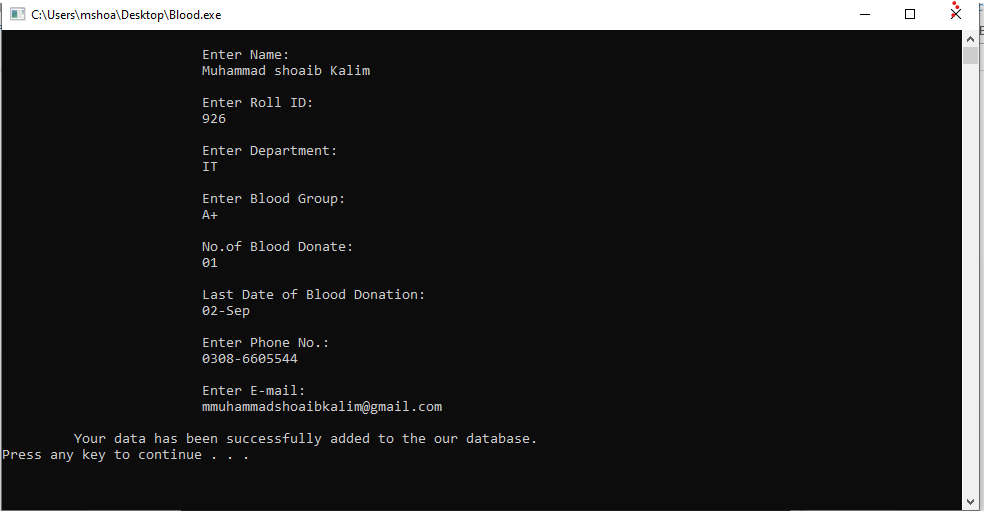 C:\Users\mshoa\Desktop\Blood.exe
Enter Name:
Muhammad shoaib Kalim
Enter Roll ID:
926
Enter Department:
IT
Enter Blood Group:
A+
No.of Blood Donate:
01
Last Date of Blood Donation:
02-Sep
Enter Phone No.:
0308-6605544
Enter E-mail:
mmuhammadshoaibkalim@gmail.com
Your data has been successfully added to the our database.
Press any key to continue . . .